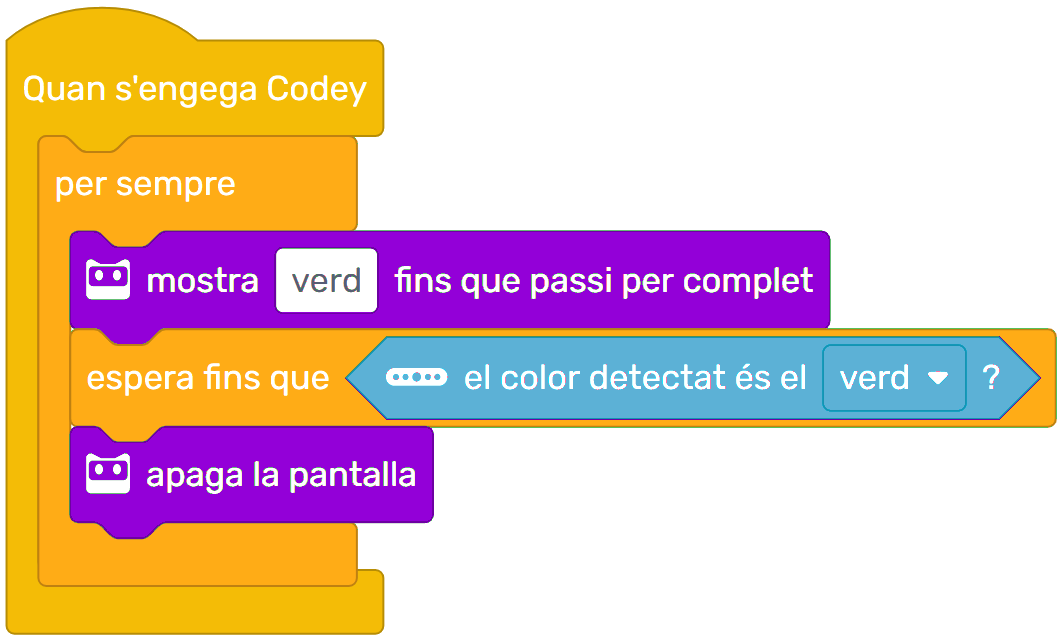 Quan s'engega Codey
per sempre
mostra verd fins que passi per complet
espera fins que el color detectat és el verd ?
apaga la pantalla